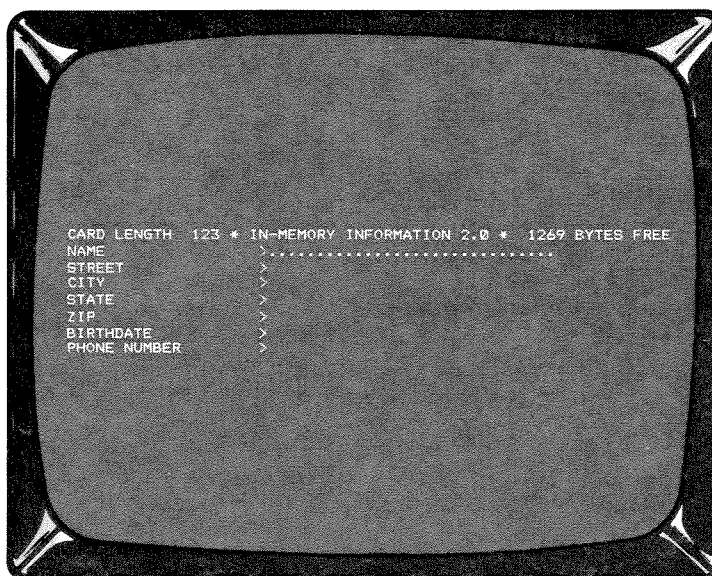 CARD LENGTH  123 * IN-MEMORY INFORMATION 2.0 *  1269 BYTES FREE
NAME                >..............................
STREET              >
CITY                >
STATE               >
ZIP                 >
BIRTHDATE           >
PHONE NUMBER        >